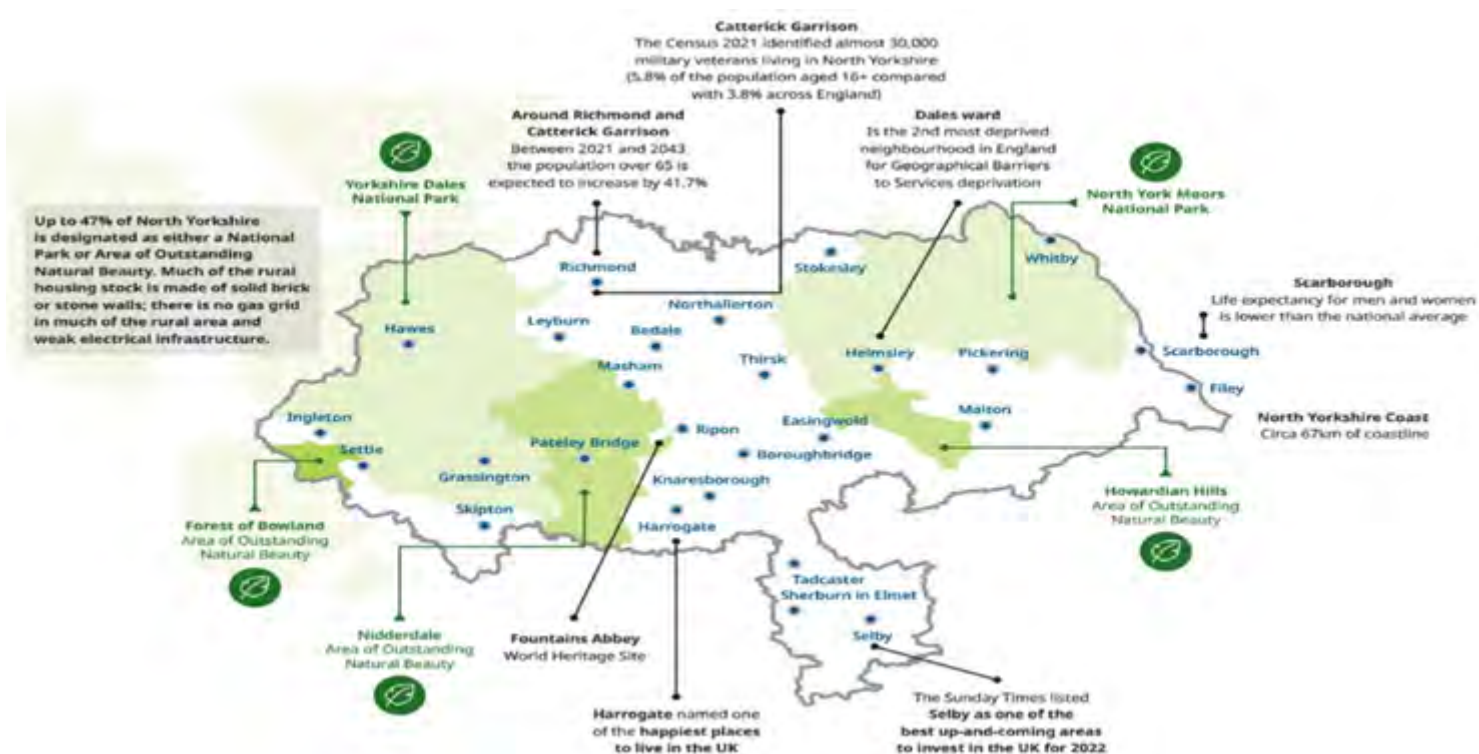 Catterick Garrison
The Census 2021 identified almost 30,000
military veterans living in North Yorkshire
(5.8% of the population aged 16+ compared
with 3.8% across England)
Around Richmond and
Catterick Garrison
Between 2021 and 2043
the population over 65 is
expected to increase by 41.7%
Dales ward
Is the 2nd most deprived
neighbourhood in England
for Geographical Barriers
to Services deprivation
Yorkshire Dales
National Park
North York Moors
National Park
Up to 47% of North Yorkshire
is designated as either a National
Park or Area of Outstanding
Natural Beauty. Much of the rural
housing stock is made of solid brick
or stone walls; there is no gas grid
in much of the rural area and
weak electrical infrastructure.
Richmond
Stokesley
Whitby
Scarborough
Life expectancy for men and women
is lower than the national average
Northallerton
Leyburn
Bedale
Hawes
Masham
Thirsk
Helmsley
Pickering
Scarborough
Filey
Ingleton
Settle
Pateley Bridge
Ripon
Easingwold
Malton
North Yorkshire Coast
Circa 67km of coastline
Boroughbridge
Grassington
Knaresborough
Skipton
Harrogate
Howardian Hills
Area of Outstanding
Natural Beauty
Forest of Bowland
Area of Outstanding
Natural Beauty
Tadcaster
Sherburn in Elmet
Selby
Nidderdale
Area of Outstanding
Natural Beauty
Fountains Abbey
World Heritage Site
Harrogate named one
of the happiest places
to live in the UK
The Sunday Times listed
Selby as one of the
best up-and-coming areas
to invest in the UK for 2022